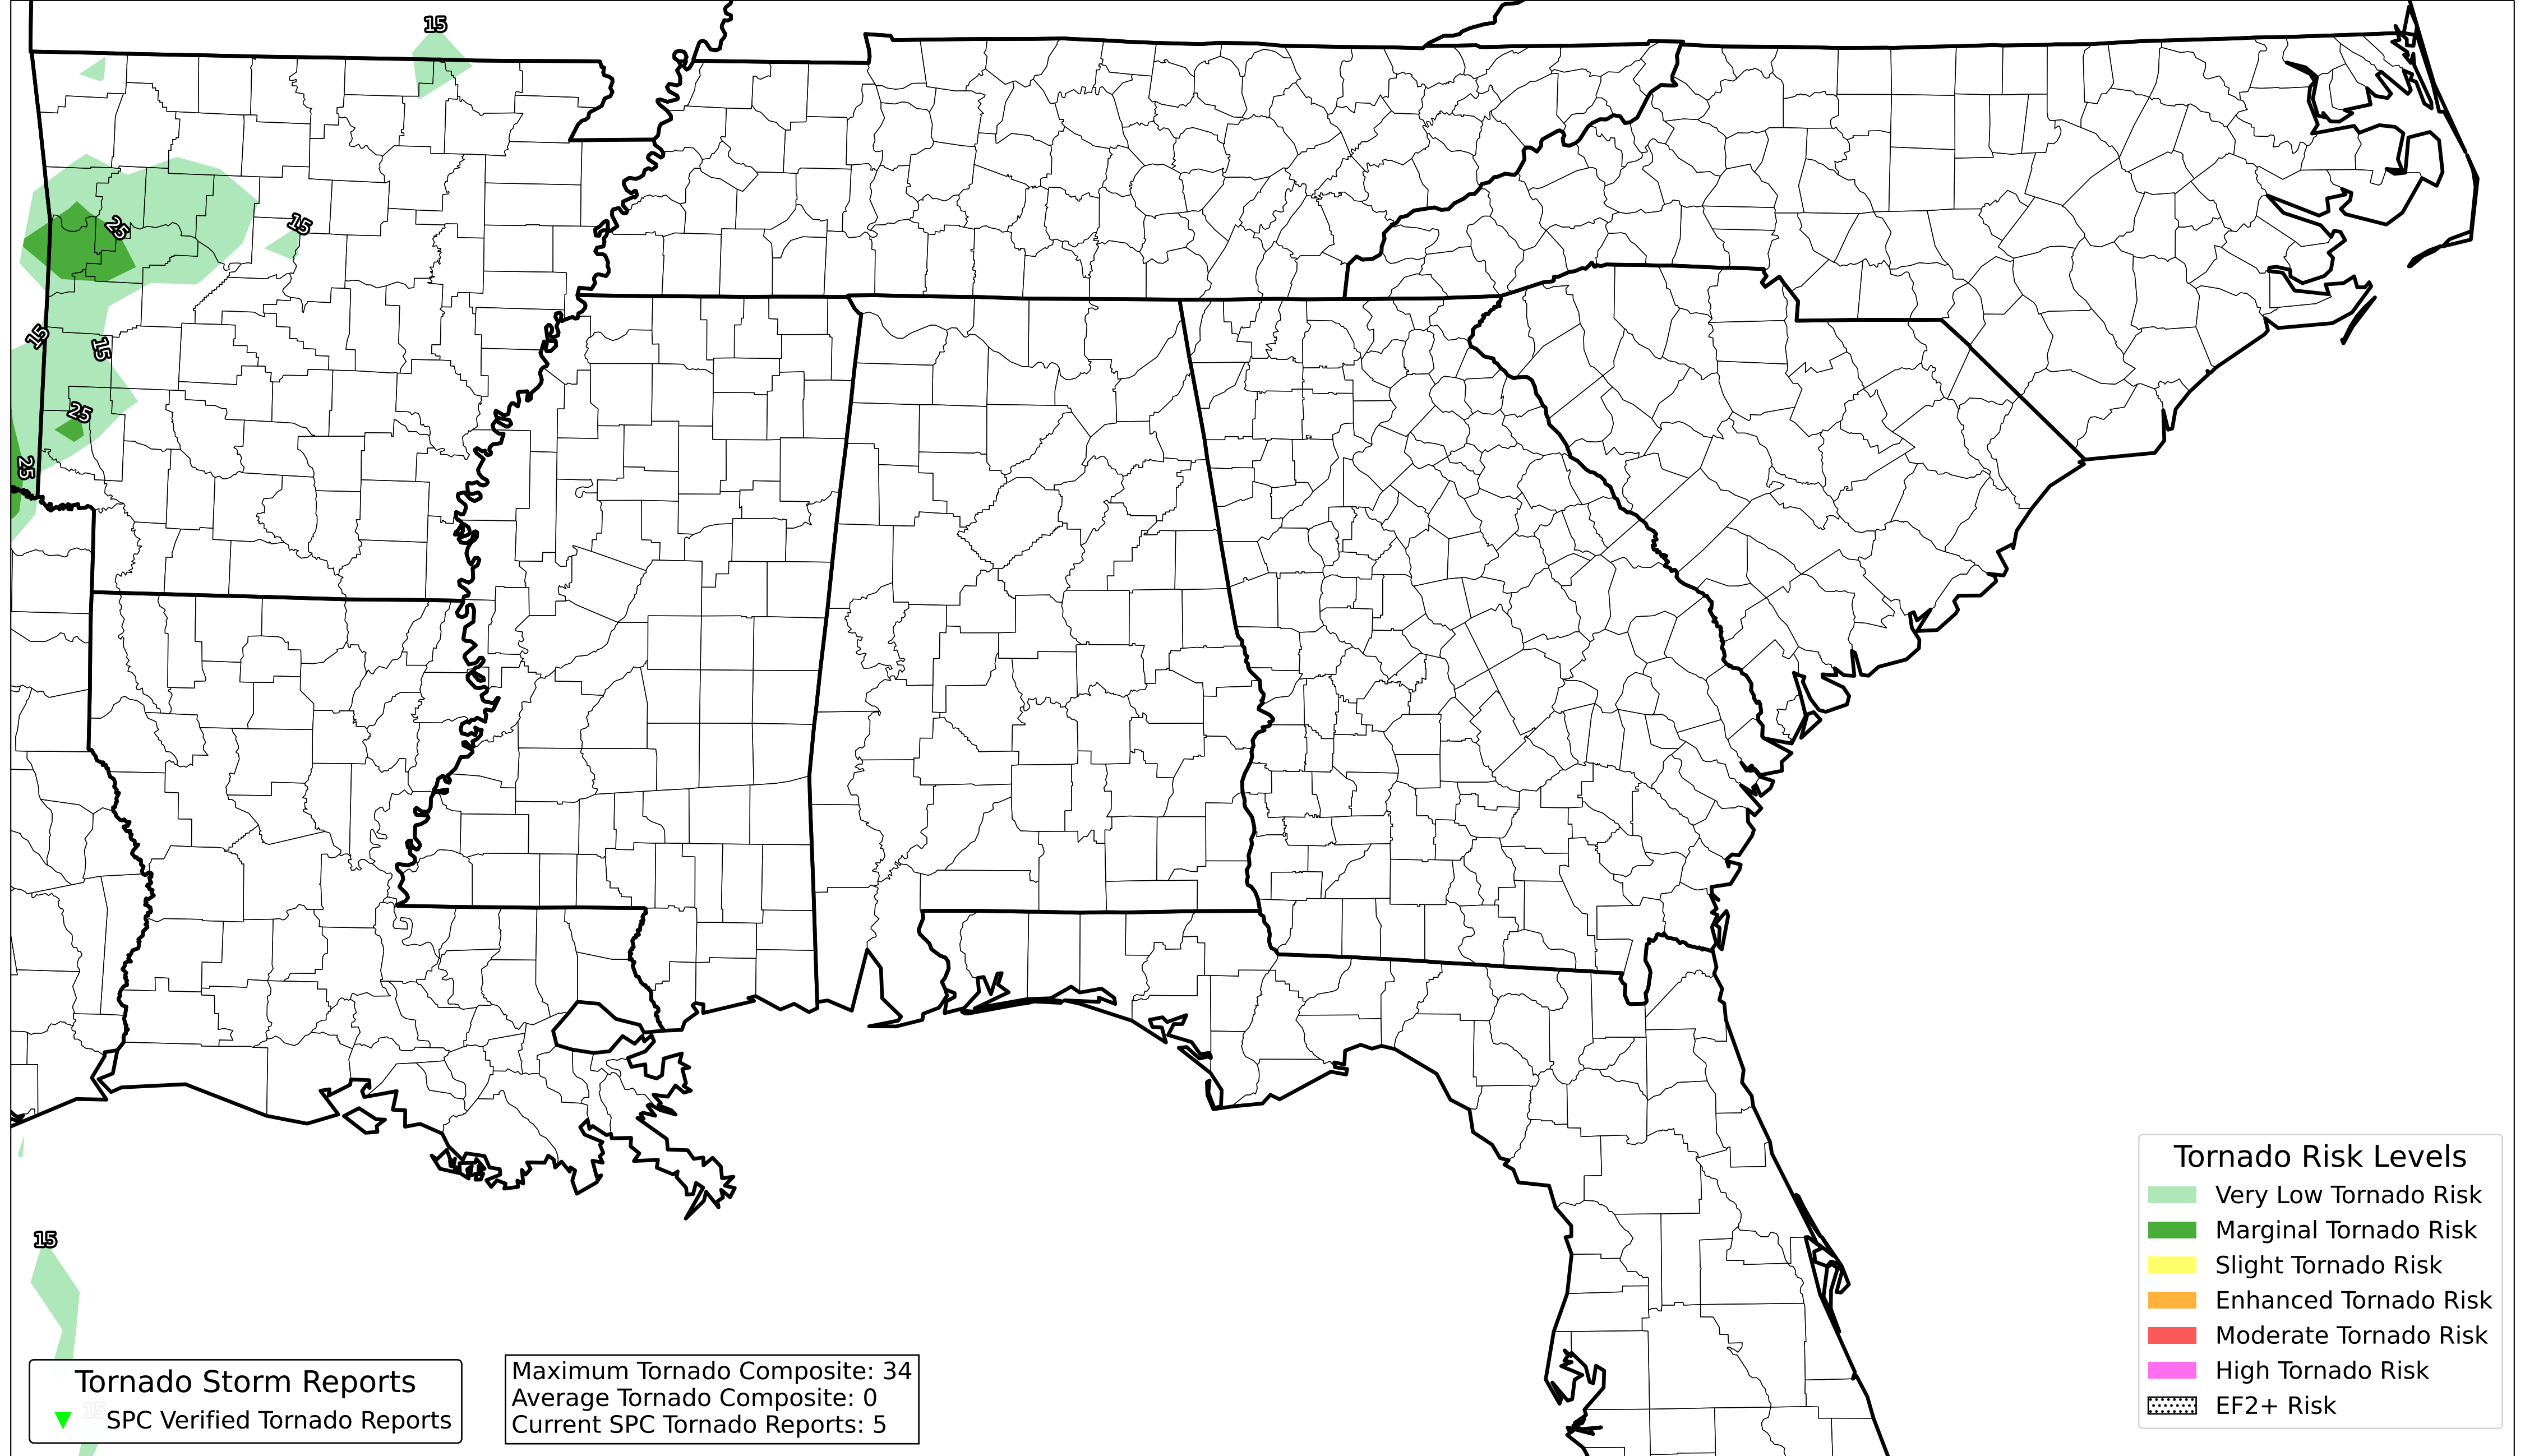 15
25
15
15
15
25
25
15
15
Tornado Storm Reports
SPC Verified Tornado Reports
Maximum Tornado Composite: 34
Average Tornado Composite: 0
Current SPC Tornado Reports: 5
Tornado Risk Levels
Very Low Tornado Risk
Marginal Tornado Risk
Slight Tornado Risk
Enhanced Tornado Risk
Moderate Tornado Risk
High Tornado Risk
EF2+ Risk